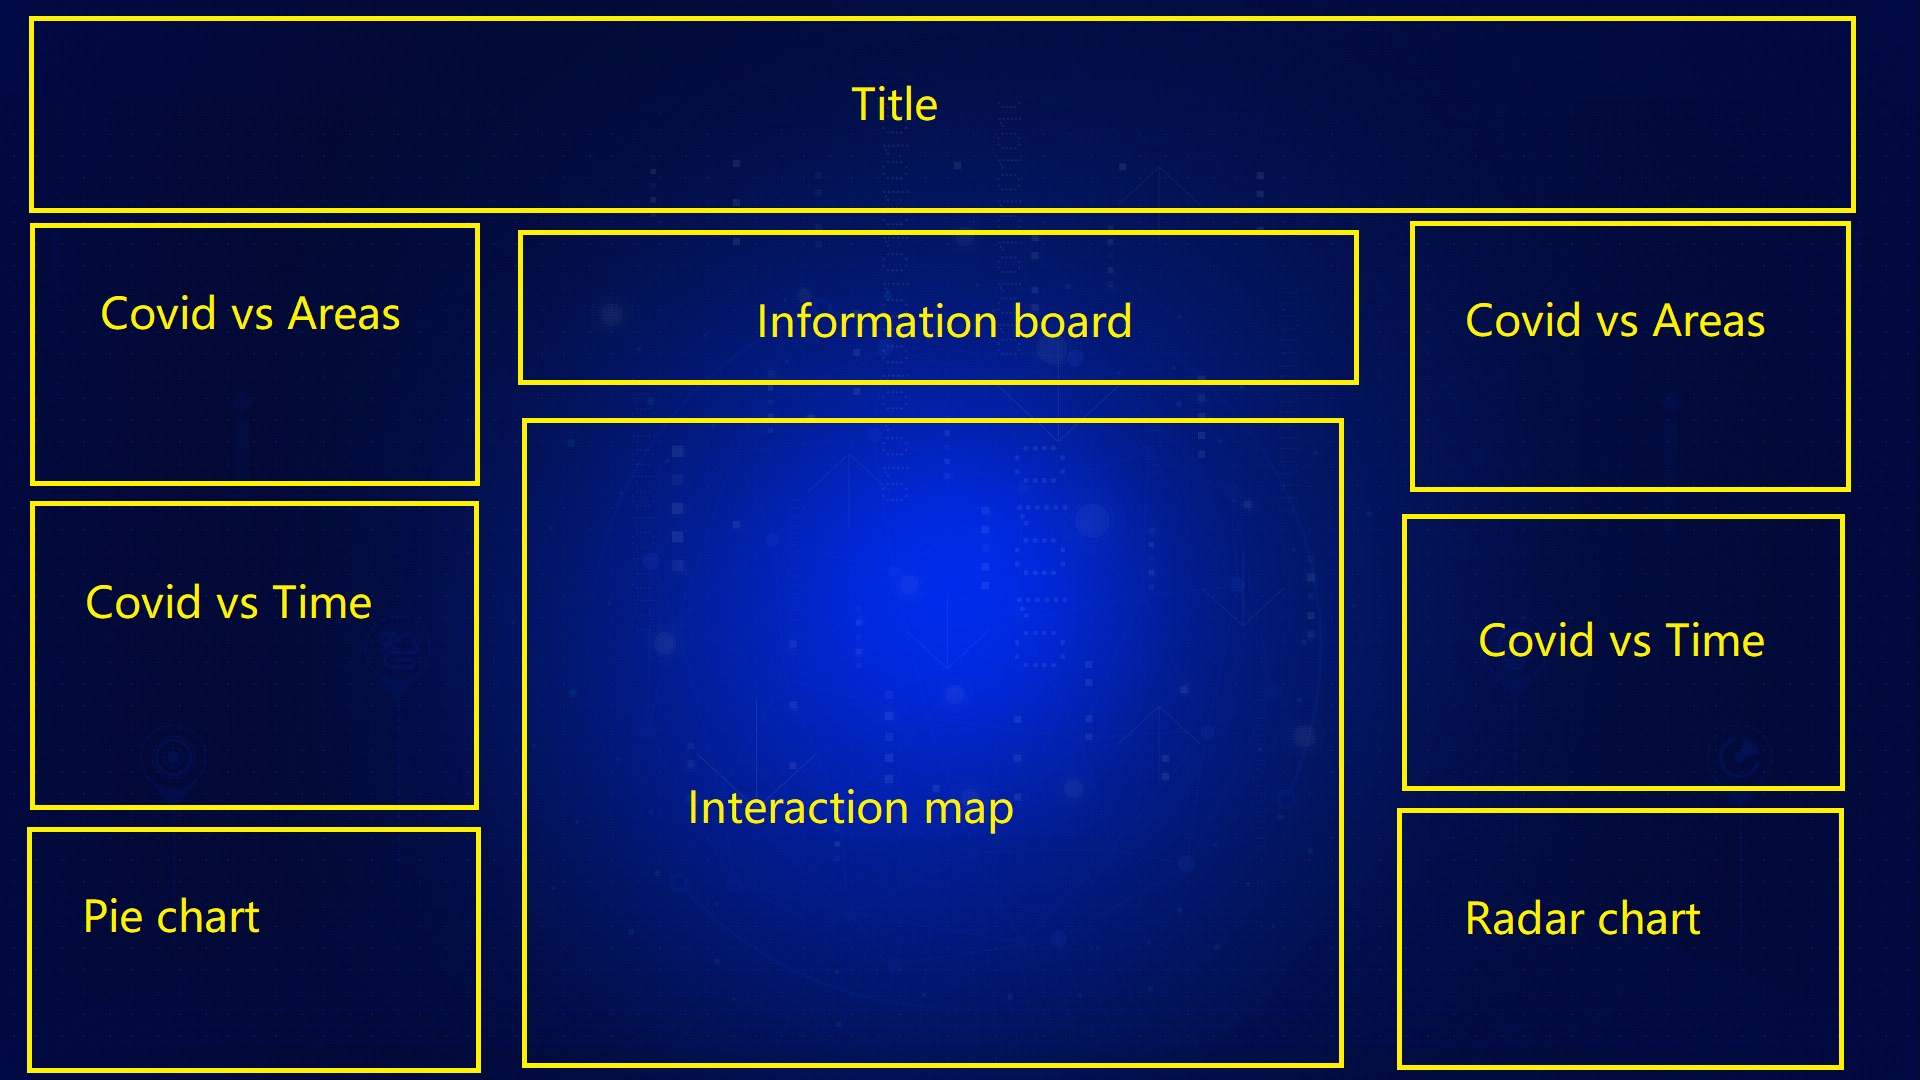 Title
Covid vs Areas
Information board
Covid vs Areas
Covid vs Time
Covid vs Time
Interaction map
Pie chart
Radar chart